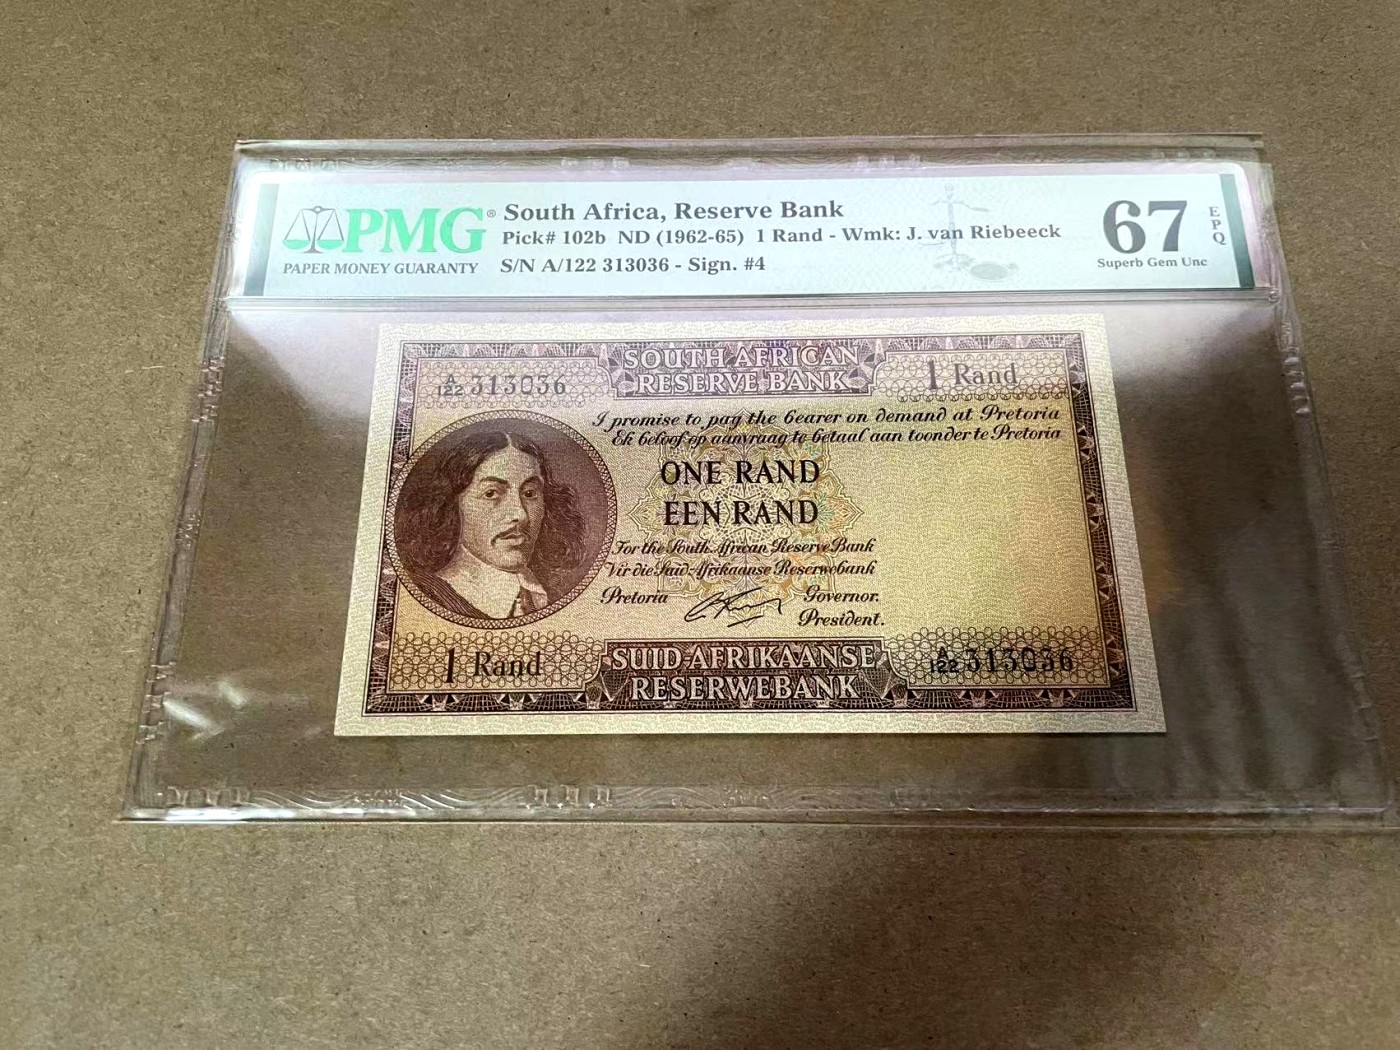 PMG®
PAPER MONEY GUARANTY
South Africa, Reserve Bank
Pick# 102b ND (1962-65) 1 Rand - Wmk: J. van Riebeeck
S/N A/122 313036 - Sign. #4
67
EPQ
Superb Gem Unc
A/122 313036
SOUTH AFRICAN
RESERVE BANK
1 Rand
I promise to pay the bearer on demand at Pretoria
Ek beloof op aanvraag te betaal aan toonder te Pretoria
ONE RAND
EEN RAND
For the South African Reserve Bank
Vir die Suid-Afrikaanse Reserwebank
Pretoria
Governor.
President.
1 Rand
SUID-AFRIKAANSE
RESERWEBANK
A/122 313036